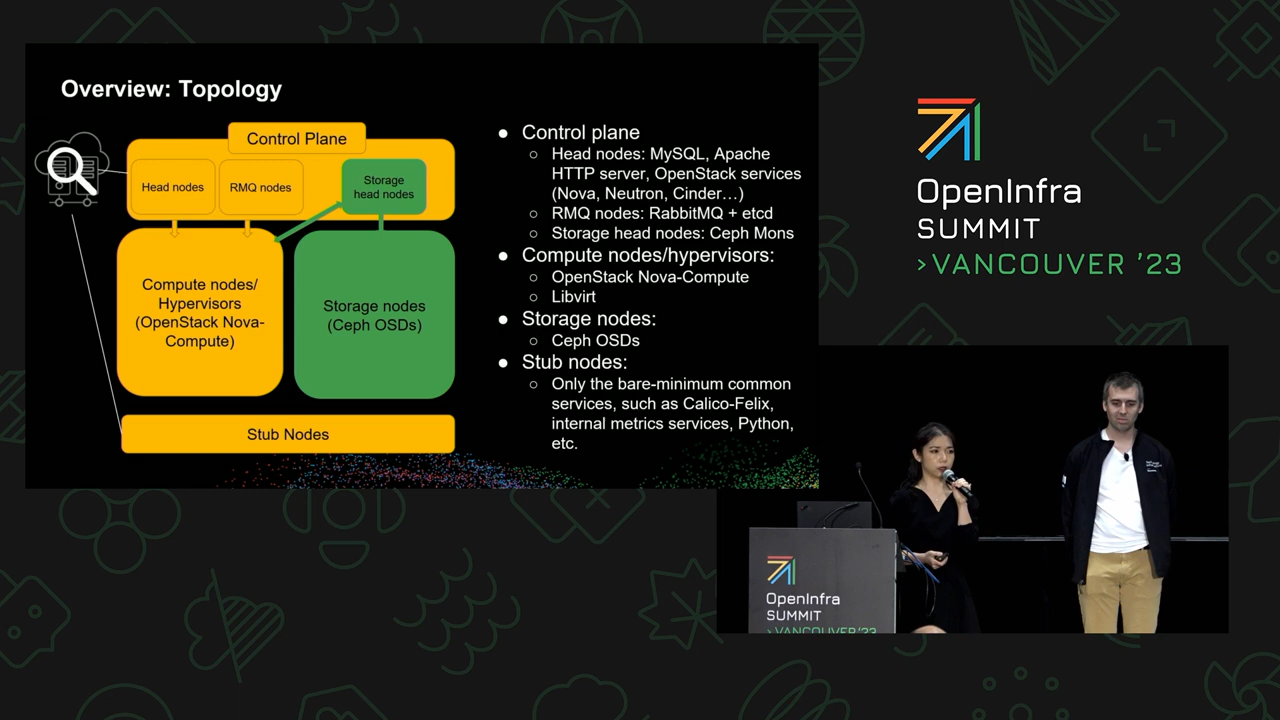 Overview: Topology
Control Plane
Head nodes
RMQ nodes
Storage
head nodes
Compute nodes/
Hypervisors
(OpenStack Nova-
Compute)
Storage nodes
(Ceph OSDs)
Stub Nodes
● Control plane
○ Head nodes: MySQL, Apache
HTTP server, OpenStack services
(Nova, Neutron, Cinder…)
○ RMQ nodes: RabbitMQ + etcd
○ Storage head nodes: Ceph Mons
● Compute nodes/hypervisors:
○ OpenStack Nova-Compute
○ Libvirt
● Storage nodes:
○ Ceph OSDs
● Stub nodes:
○ Only the bare-minimum common
services, such as Calico-Felix,
internal metrics services, Python,
etc.
OpenInfra
SUMMIT
>VANCOUVER '23
OpenInfra
SUMMIT
>VANCOUVER '23